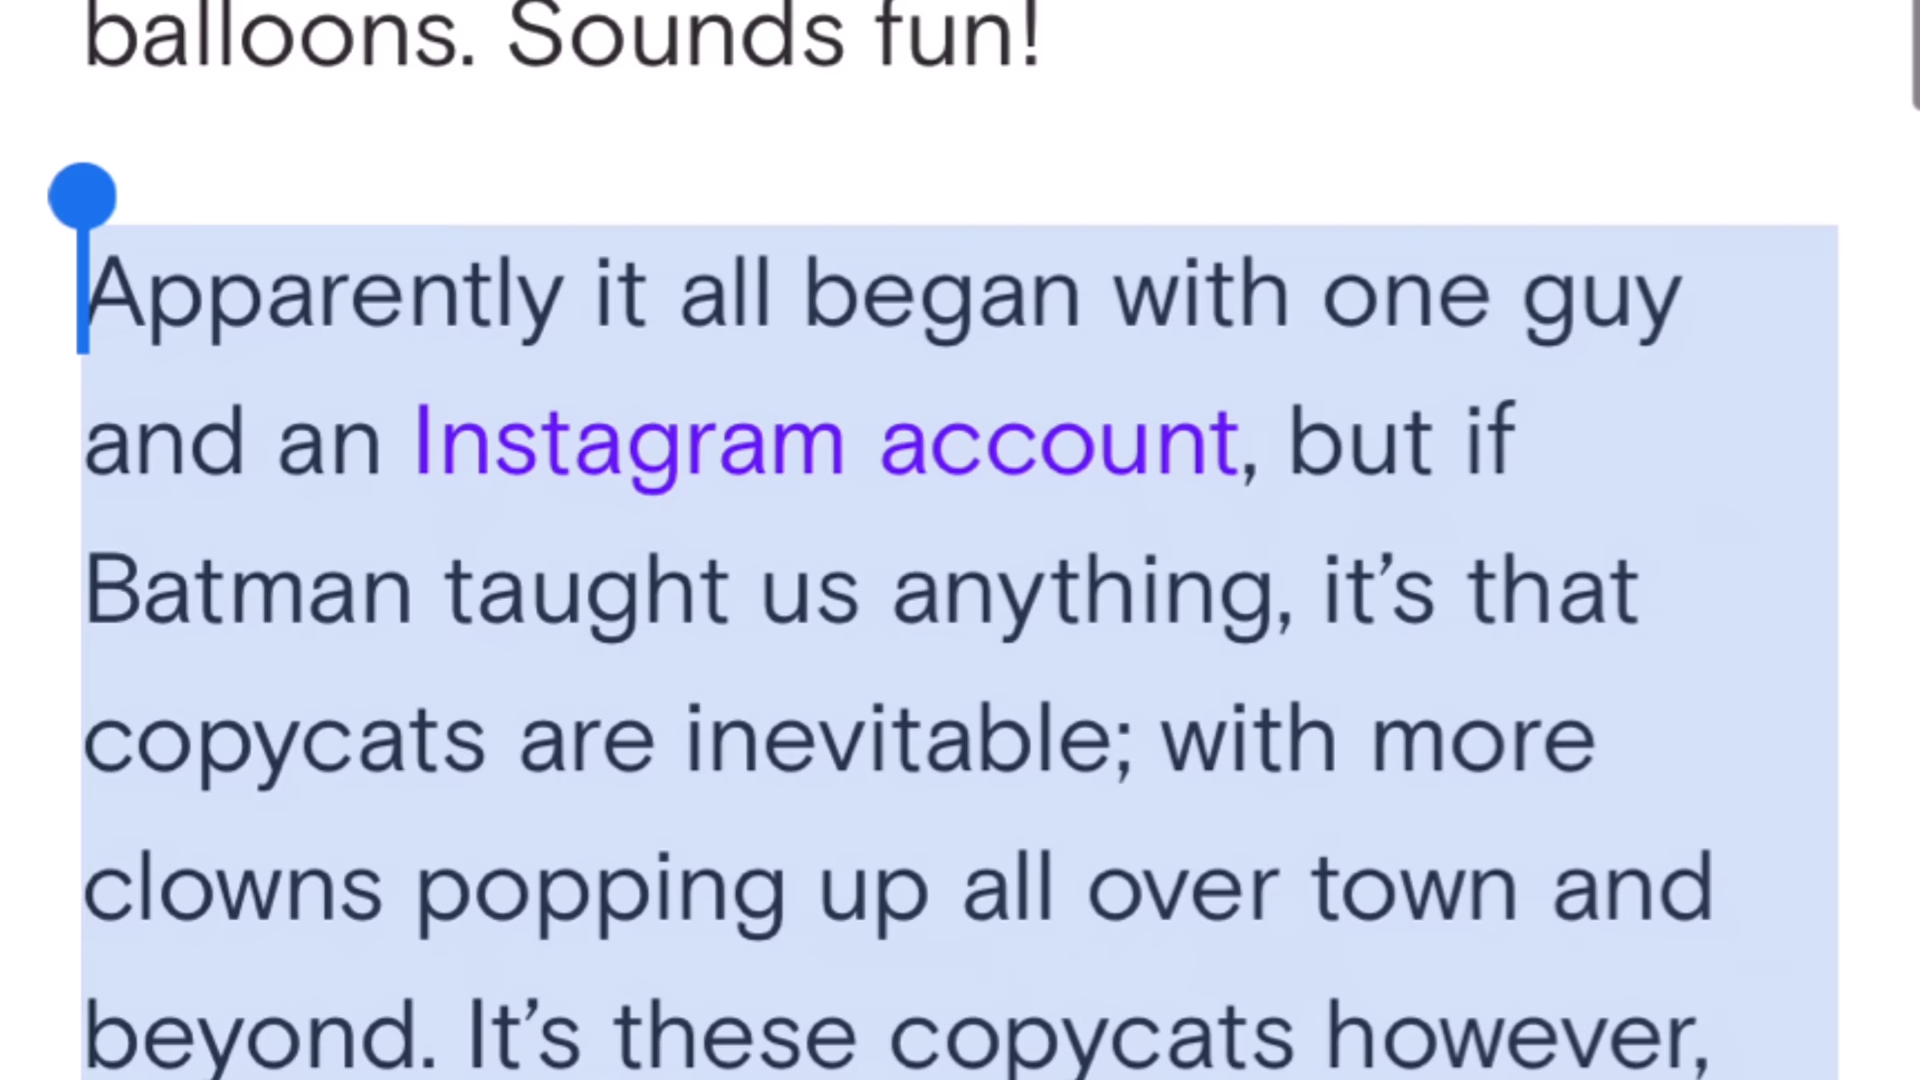 balloons. Sounds fun!
Apparently it all began with one guy
and an Instagram account, but if
Batman taught us anything, it’s that
copycats are inevitable; with more
clowns popping up all over town and
beyond. It’s these copycats however,